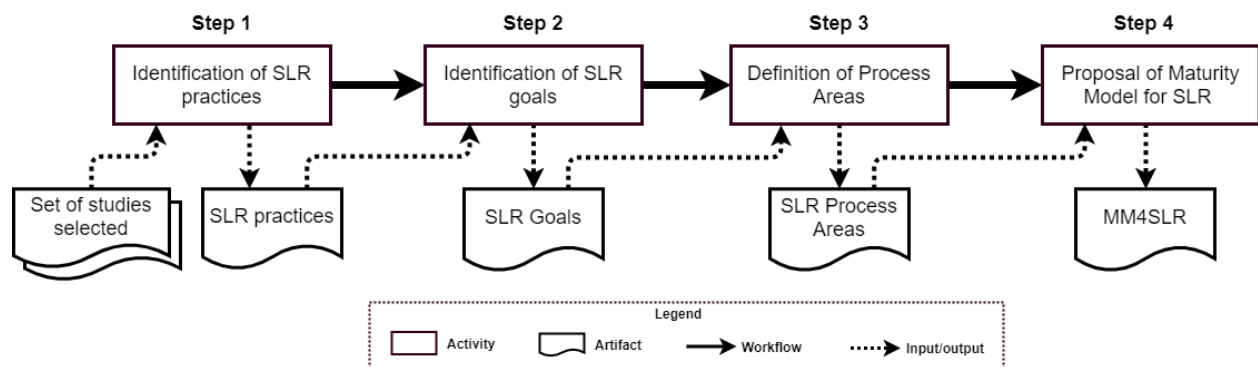 Step 1
Step 2
Step 3
Step 4
Identification of SLR
practices
Identification of SLR
goals
Definition of Process
Areas
Proposal of Maturity
Model for SLR
Set of studies
selected
SLR practices
SLR Goals
SLR Process
Areas
MM4SLR
Legend
Activity
Artifact
Workflow
Input/output